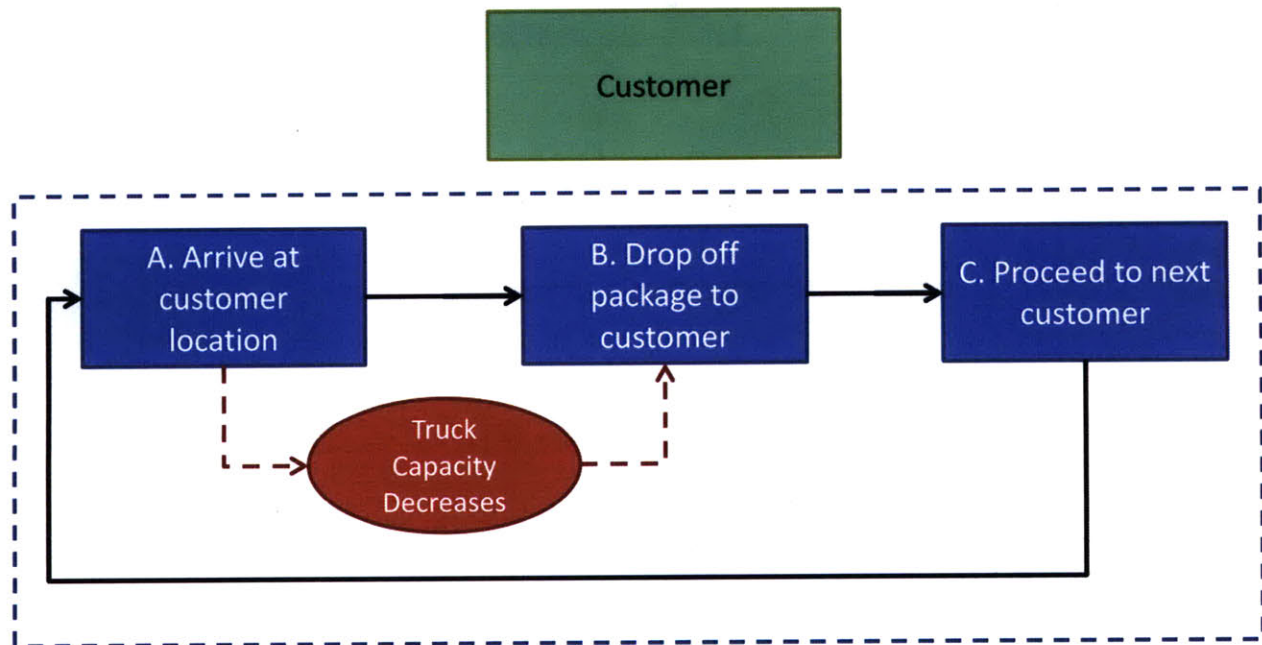 Customer
A. Arrive at
customer
location
B. Drop off
package to
customer
C. Proceed to next
customer
Truck
Capacity
Decreases